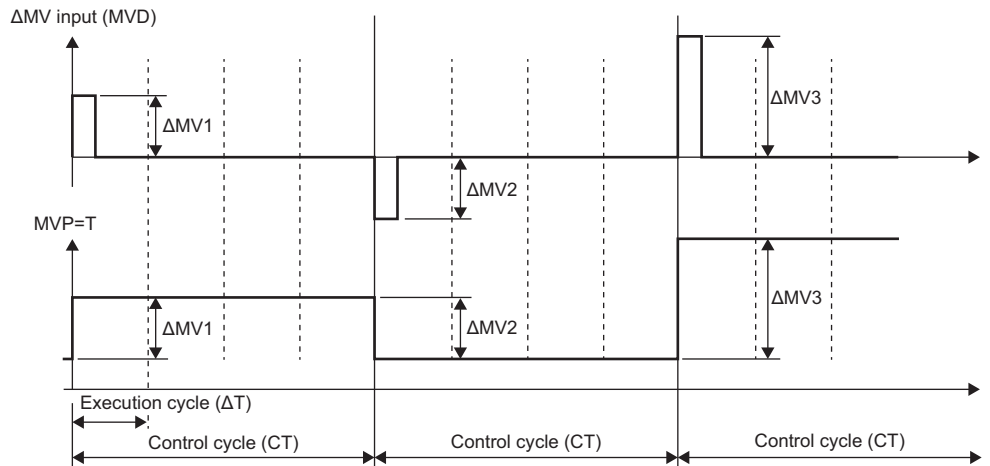 ΔMV input (MVD)
ΔMV1
ΔMV2
ΔMV3
MVP=T
ΔMV1
ΔMV2
ΔMV3
Execution cycle (ΔT)
Control cycle (CT)
Control cycle (CT)
Control cycle (CT)